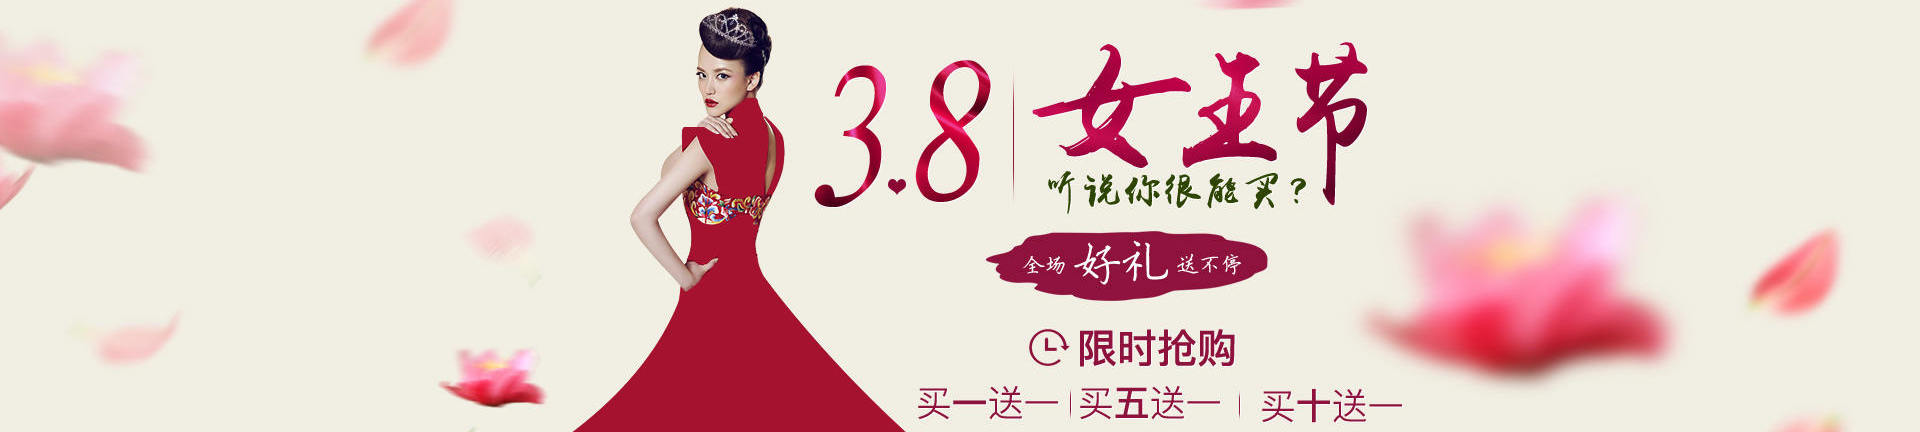 3.8 女王节
听说你很能买？
全场 好礼 送不停
限时抢购
买一送一 买五送一 买十送一